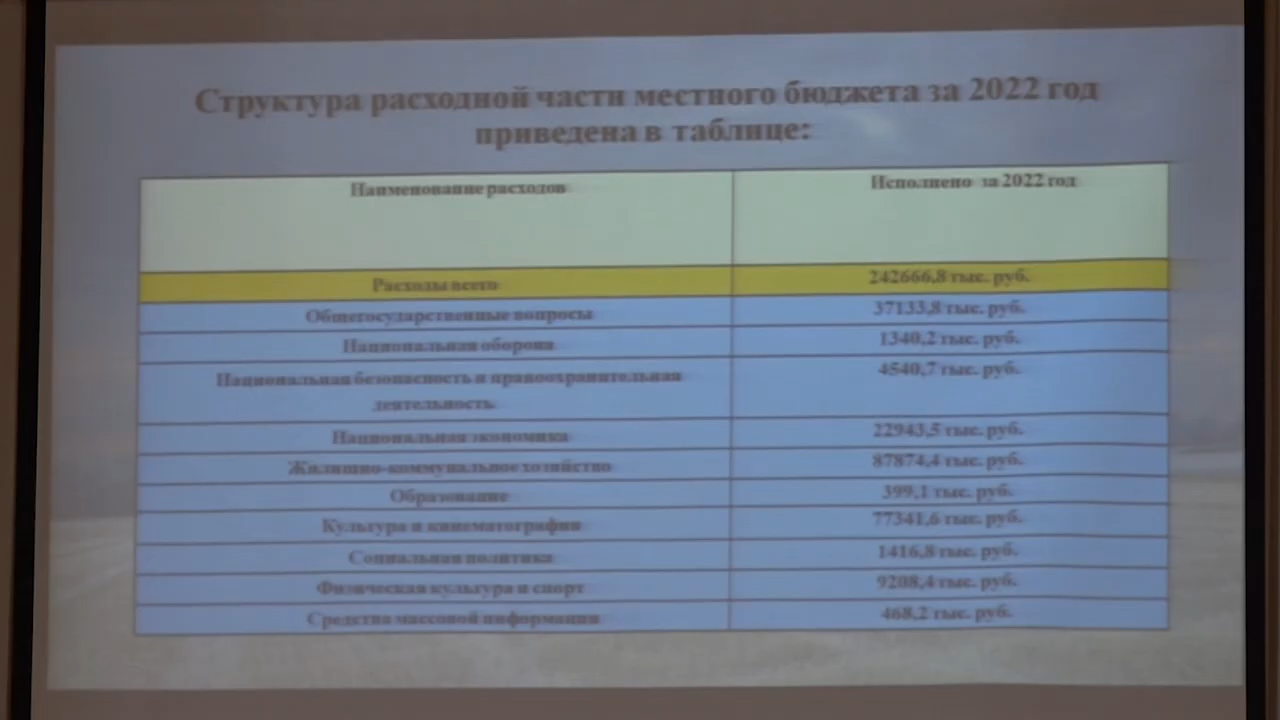 Структура расходной части местного бюджета за 2022 год
приведена в таблице:
Наименование расходов Исполнено за 2022 год
Расходы всего 242666,8 тыс. руб.
Общегосударственные вопросы 37133,8 тыс. руб.
Национальная оборона 1340,2 тыс. руб.
Национальная безопасность и правоохранительная 4540,7 тыс. руб.
деятельность
Национальная экономика 22943,5 тыс. руб.
Жилищно-коммунальное хозяйство 87874,4 тыс. руб.
Образование 399,1 тыс. руб.
Культура и кинематография 77341,6 тыс. руб.
Социальная политика 1416,8 тыс. руб.
Физическая культура и спорт 9208,4 тыс. руб.
Средства массовой информации 468,2 тыс. руб.